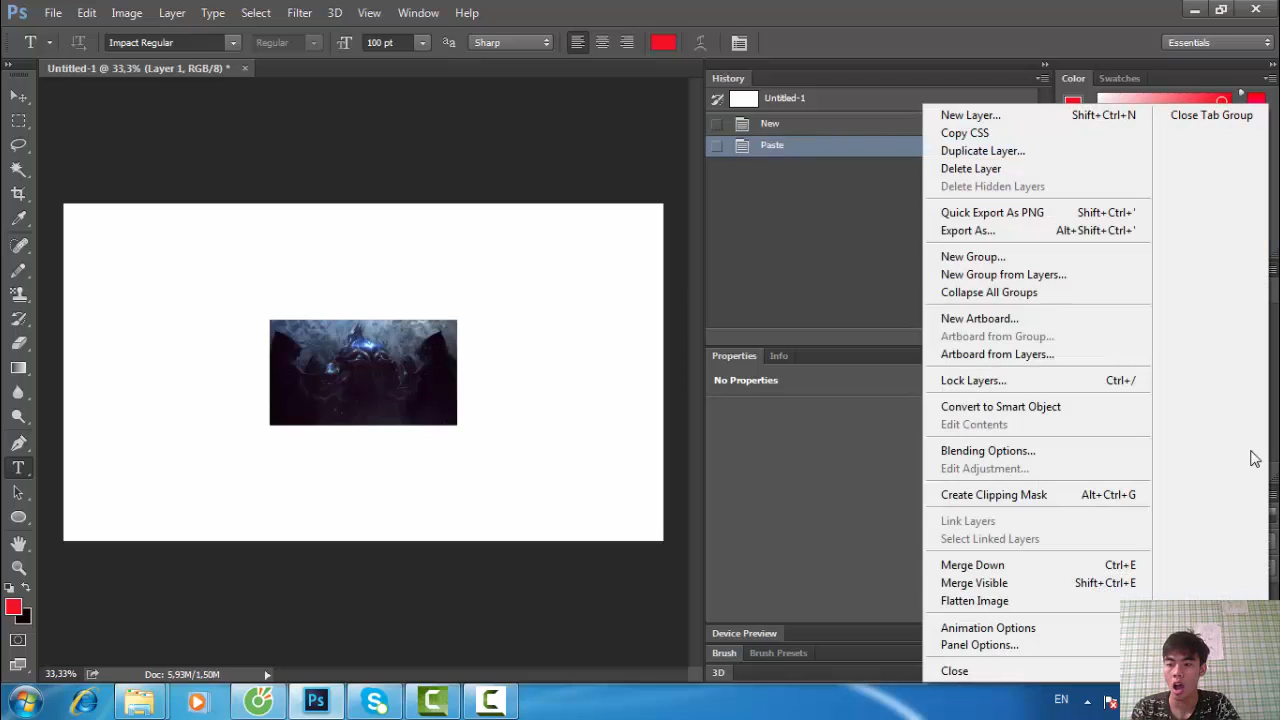 Ps File Edit Image Layer Type Select Filter 3D View Window Help
T Impact Regular Regular 100 pt Sharp Essentials
Untitled-1 @ 33,3% (Layer 1, RGB/8) * ×
History
Color Swatches
Untitled-1
New
Paste
New Layer... Shift+Ctrl+N Close Tab Group
Copy CSS
Duplicate Layer...
Delete Layer
Delete Hidden Layers
Quick Export As PNG Shift+Ctrl+'
Export As... Alt+Shift+Ctrl+'
New Group...
New Group from Layers...
Collapse All Groups
New Artboard...
Artboard from Group...
Artboard from Layers...
Lock Layers... Ctrl+/
Convert to Smart Object
Edit Contents
Blending Options...
Edit Adjustment...
Create Clipping Mask Alt+Ctrl+G
Link Layers
Select Linked Layers
Merge Down Ctrl+E
Merge Visible Shift+Ctrl+E
Flatten Image
Animation Options
Panel Options...
Close
Properties Info
No Properties
Device Preview
Brush Brush Presets
3D
33,33% Doc: 5,93M/1,50M
Ps EN